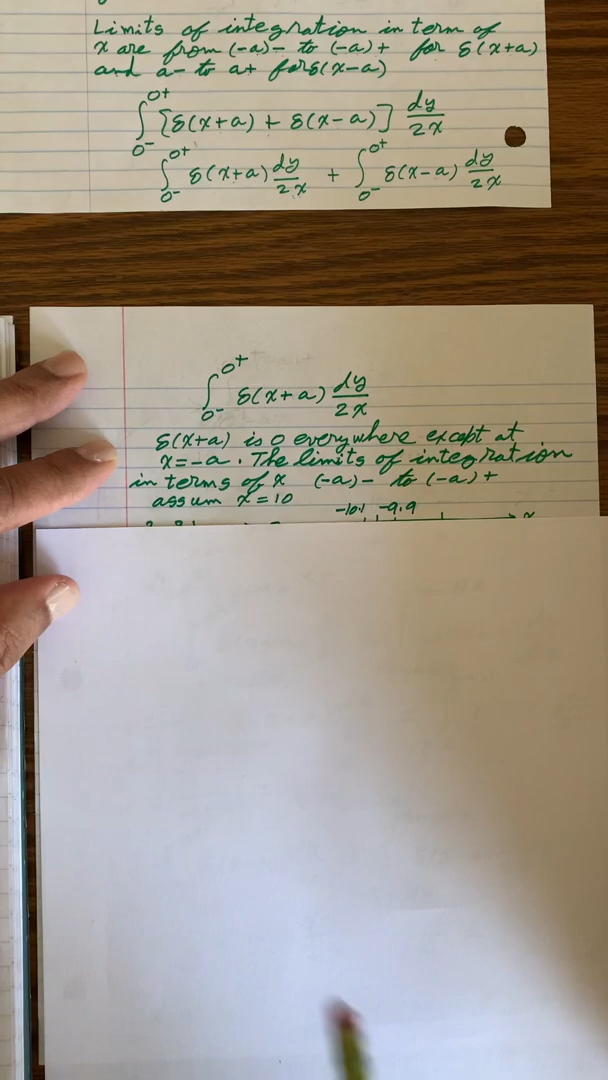 Limits of integration in term of
x are from (-a)- to (-a)+ for δ(x+a)
and a- to a+ for δ(x-a)
∫₀₋⁰⁺ [δ(x+a) + δ(x-a)] dy/2x
∫₀₋⁰⁺ δ(x+a) dy/2x + ∫₀₋⁰⁺ δ(x-a) dy/2x
∫₀₋⁰⁺ δ(x+a) dy/2x
δ(x+a) is 0 everywhere except at
x=-a. The limits of integration
in terms of x (-a)- to (-a)+
assum x=10
-10.1 -9.9